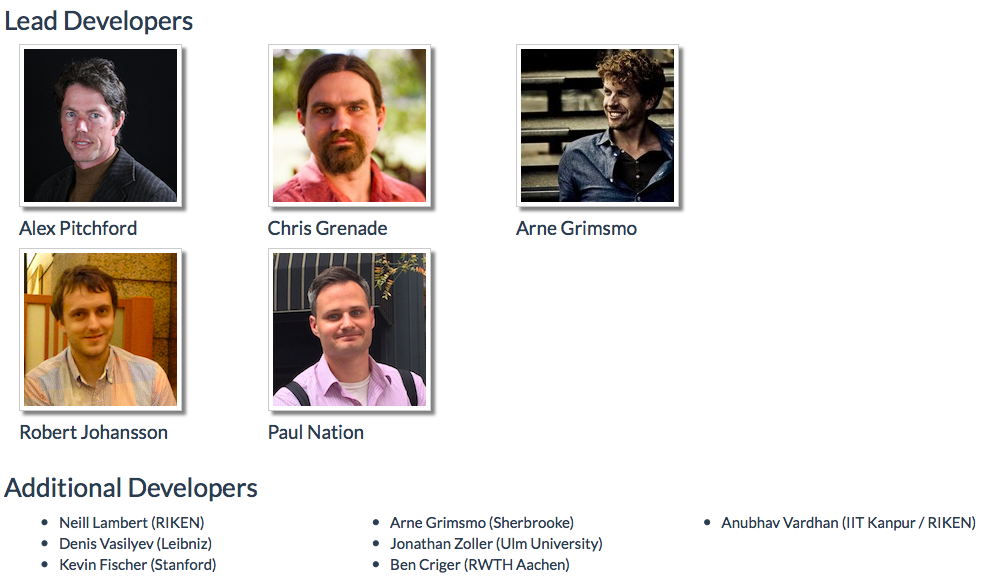 Lead Developers
Alex Pitchford
Chris Grenade
Arne Grimsmo
Robert Johansson
Paul Nation
Additional Developers
Neill Lambert (RIKEN)
Denis Vasilyev (Leibniz)
Kevin Fischer (Stanford)
Arne Grimsmo (Sherbrooke)
Jonathan Zoller (Ulm University)
Ben Criger (RWTH Aachen)
Anubhav Vardhan (IIT Kanpur / RIKEN)